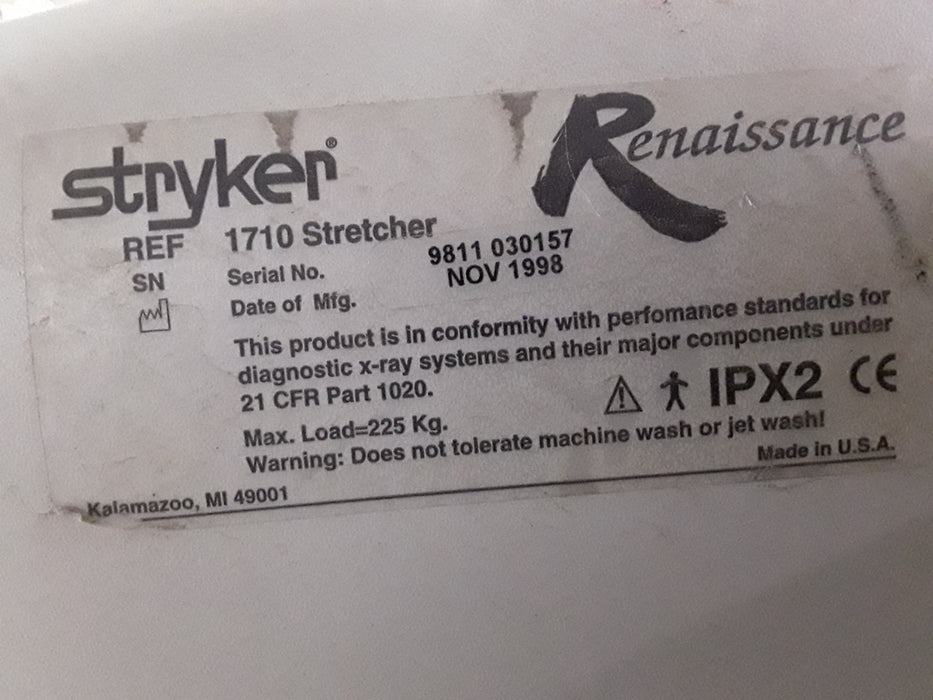 stryker®
Renaissance
REF 1710 Stretcher
SN Serial No. 9811 030157
Date of Mfg. NOV 1998
This product is in conformity with perfomance standards for
diagnostic x-ray systems and their major components under
21 CFR Part 1020.
IPX2 CE
Max. Load=225 Kg.
Warning: Does not tolerate machine wash or jet wash!
Made in U.S.A.
Kalamazoo, MI 49001